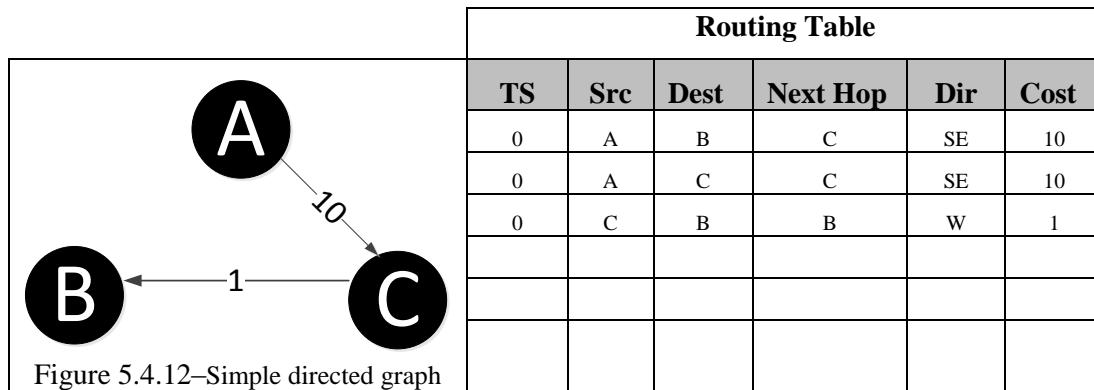 Routing Table
TS Src Dest Next Hop Dir Cost
0 A B C SE 10
0 A C C SE 10
0 C B B W 1
A
10
B
1
C
Figure 5.4.12–Simple directed graph